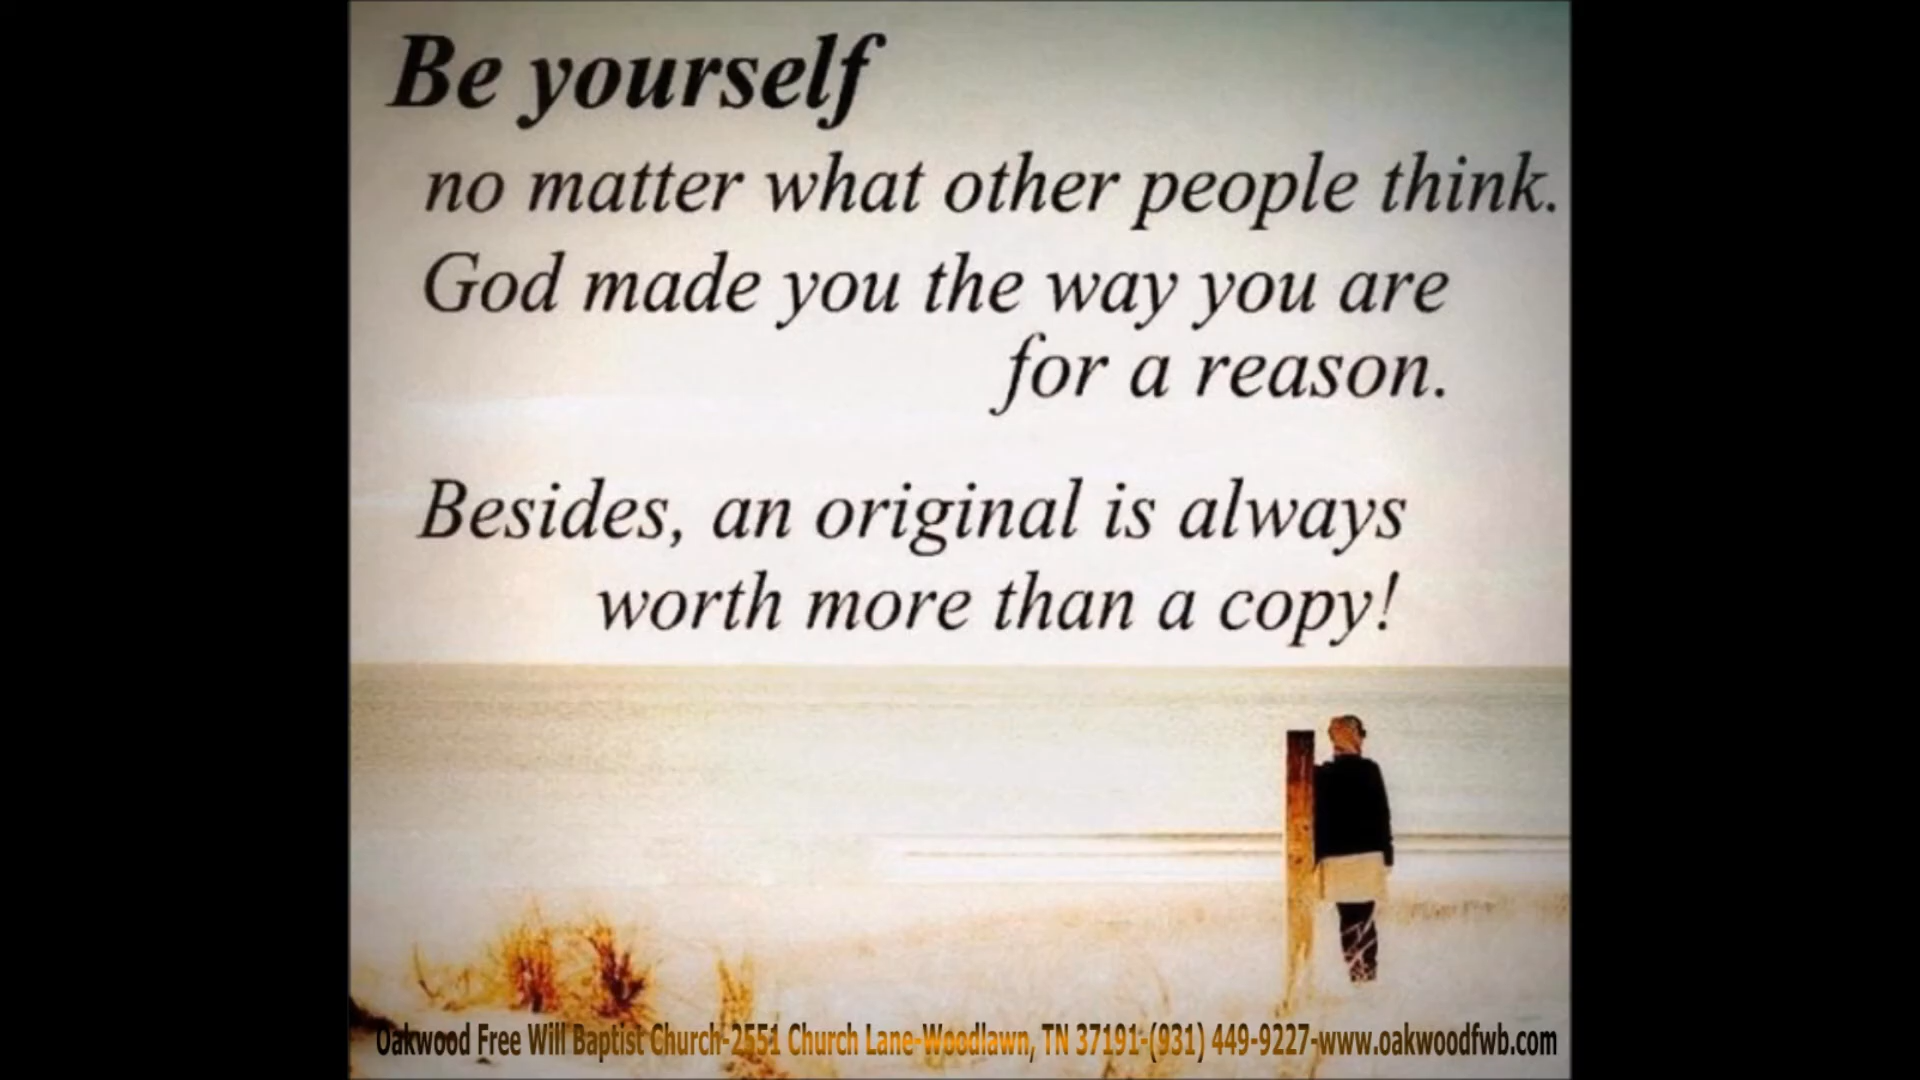 Be yourself
no matter what other people think.
God made you the way you are
for a reason.
Besides, an original is always
worth more than a copy!
Oakwood Free Will Baptist Church-2551 Church Lane-Woodlawn, TN 37191-(931) 449-9227-www.oakwoodfwb.com